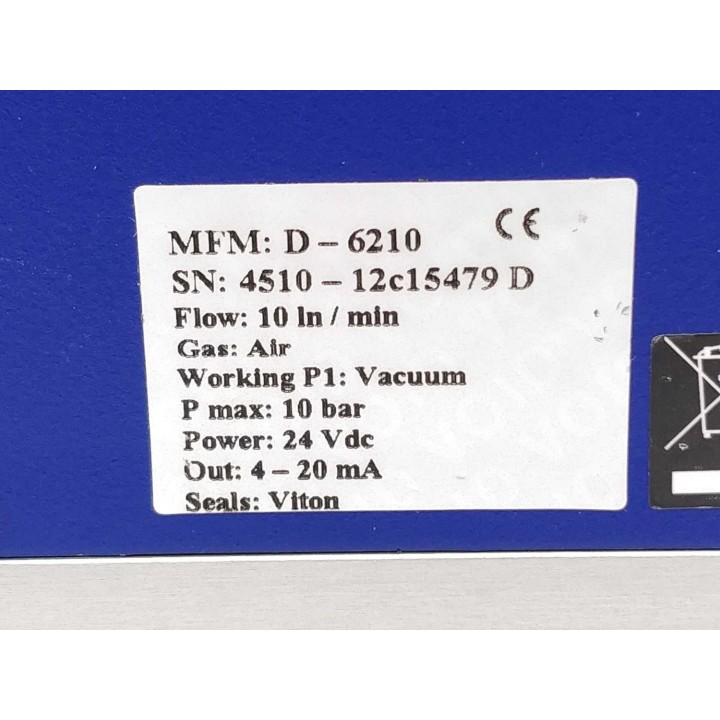 CE
MFM: D – 6210
SN: 4510 – 12c15479 D
Flow: 10 ln / min
Gas: Air
Working P1: Vacuum
P max: 10 bar
Power: 24 Vdc
Out: 4 – 20 mA
Seals: Viton